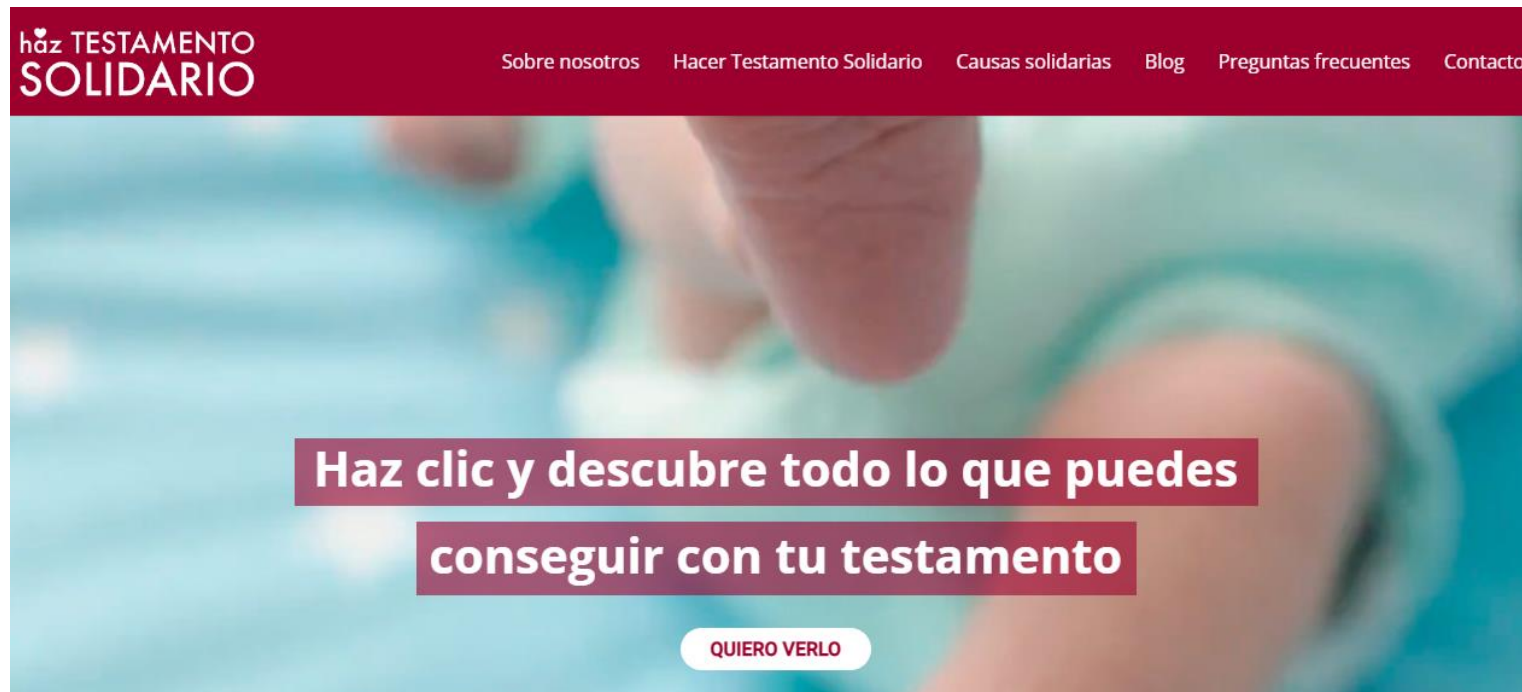 haz TESTAMENTO
SOLIDARIO
Sobre nosotros Hacer Testamento Solidario Causas solidarias Blog Preguntas frecuentes Contacto
Haz clic y descubre todo lo que puedes
conseguir con tu testamento
QUIERO VERLO